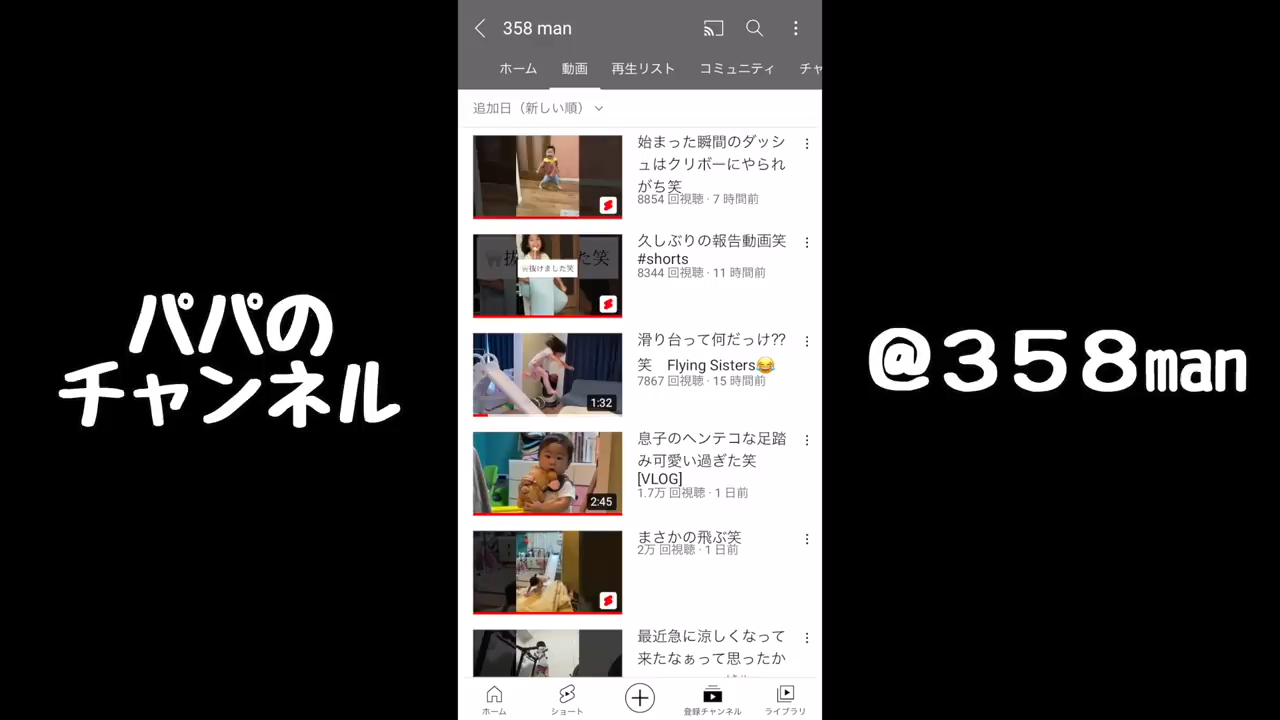 パパの
チャンネル
358 man
ホーム 動画 再生リスト コミュニティ チャ
追加日（新しい順）
始まった瞬間のダッシ
ュはクリボーにやられ
がち笑
8854 回視聴・7 時間前
抜けました笑
久しぶりの報告動画笑
#shorts
8344 回視聴・11 時間前
滑り台って何だっけ??
笑　Flying Sisters😂
7867 回視聴・15 時間前
1:32
息子のヘンテコな足踏
み可愛い過ぎた笑
[VLOG]
1.7万 回視聴・1 日前
2:45
まさかの飛ぶ笑
2万 回視聴・1 日前
最近急に涼しくなって
来たなぁって思ったか
ホーム ショート 登録チャンネル ライブラリ
@３５８man